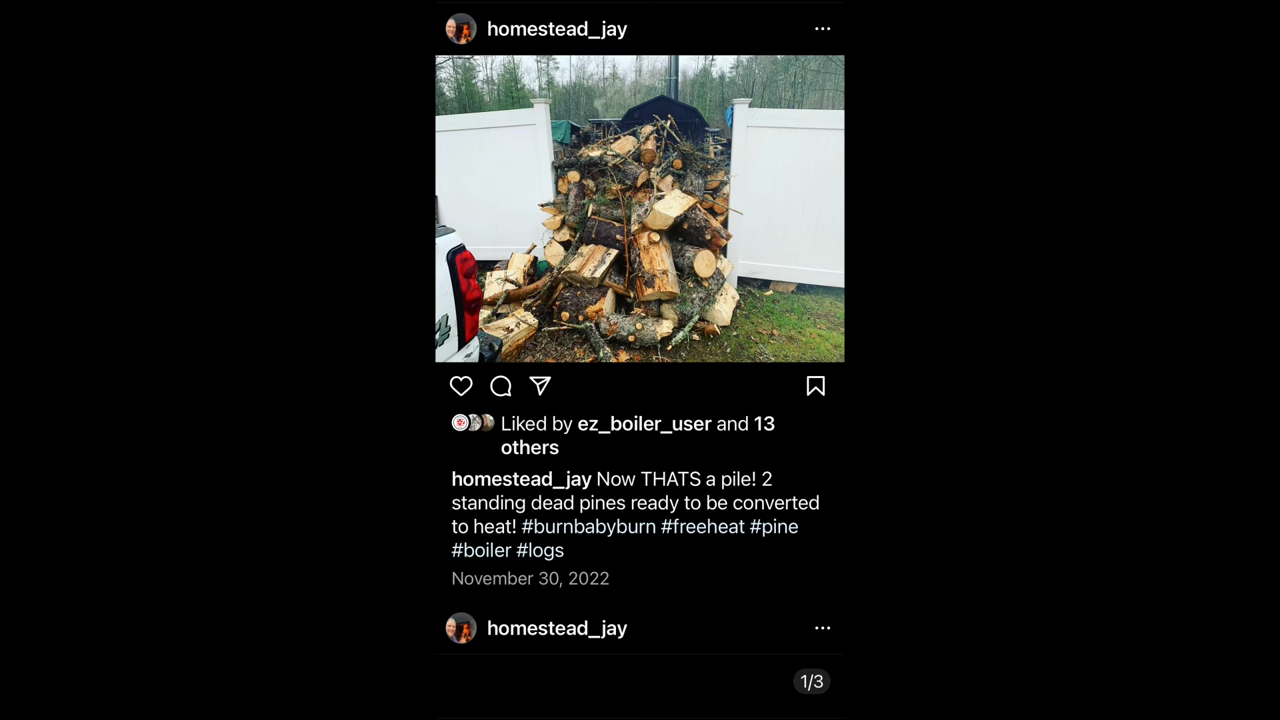 homestead_jay
4
Liked by ez_boiler_user and 13
others
homestead_jay Now THATS a pile! 2
standing dead pines ready to be converted
to heat! #burnbabyburn #freeheat #pine
#boiler #logs
November 30, 2022
homestead_jay
1/3